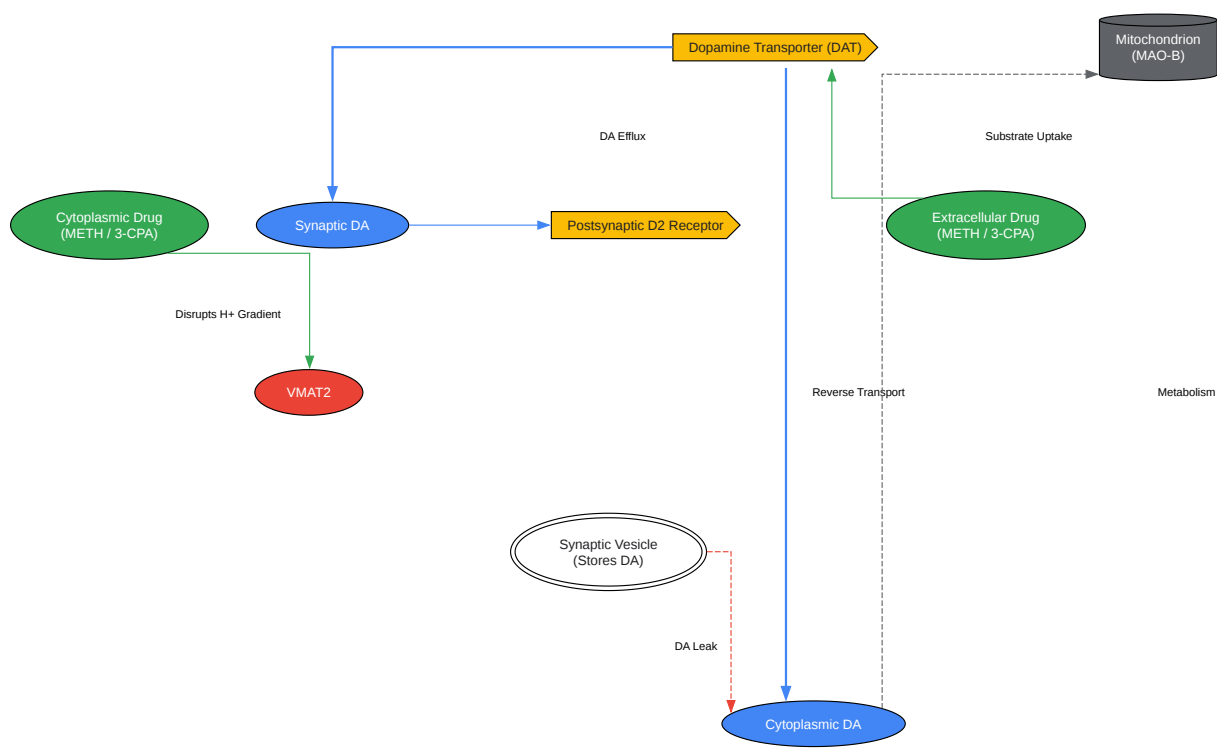 Dopamine Transporter (DAT)
Mitochondrion
(MAO-B)
DA Efflux
Substrate Uptake
Cytoplasmic Drug
(METH / 3-CPA)
Synaptic DA
Postsynaptic D2 Receptor
Extracellular Drug
(METH / 3-CPA)
Disrupts H+ Gradient
VMAT2
Reverse Transport
Metabolism
Synaptic Vesicle
(Stores DA)
DA Leak
Cytoplasmic DA